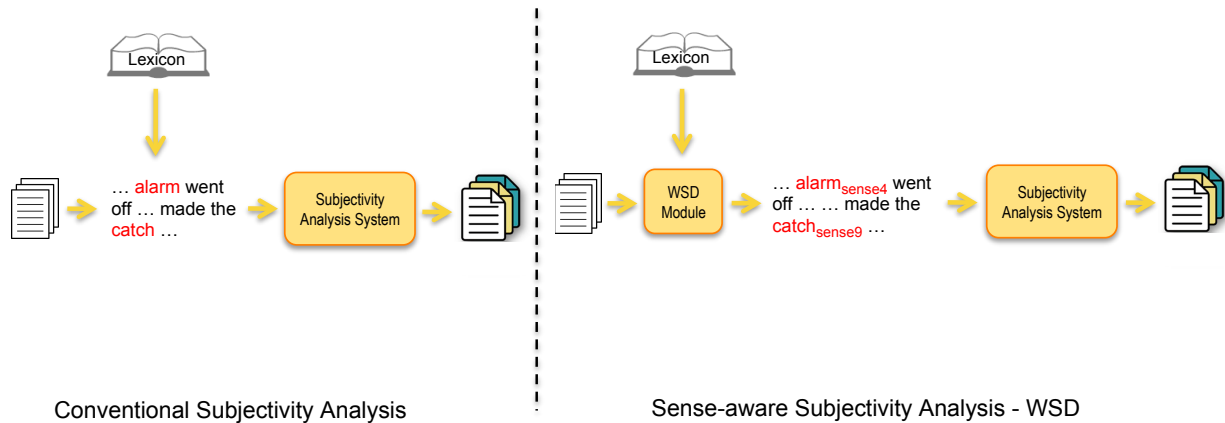 Lexicon
… alarm went
off … made the
catch …
Subjectivity
Analysis System
Conventional Subjectivity Analysis
Lexicon
WSD
Module
… alarmsense4 went
off … … made the
catchsense9 …
Subjectivity
Analysis System
Sense-aware Subjectivity Analysis - WSD